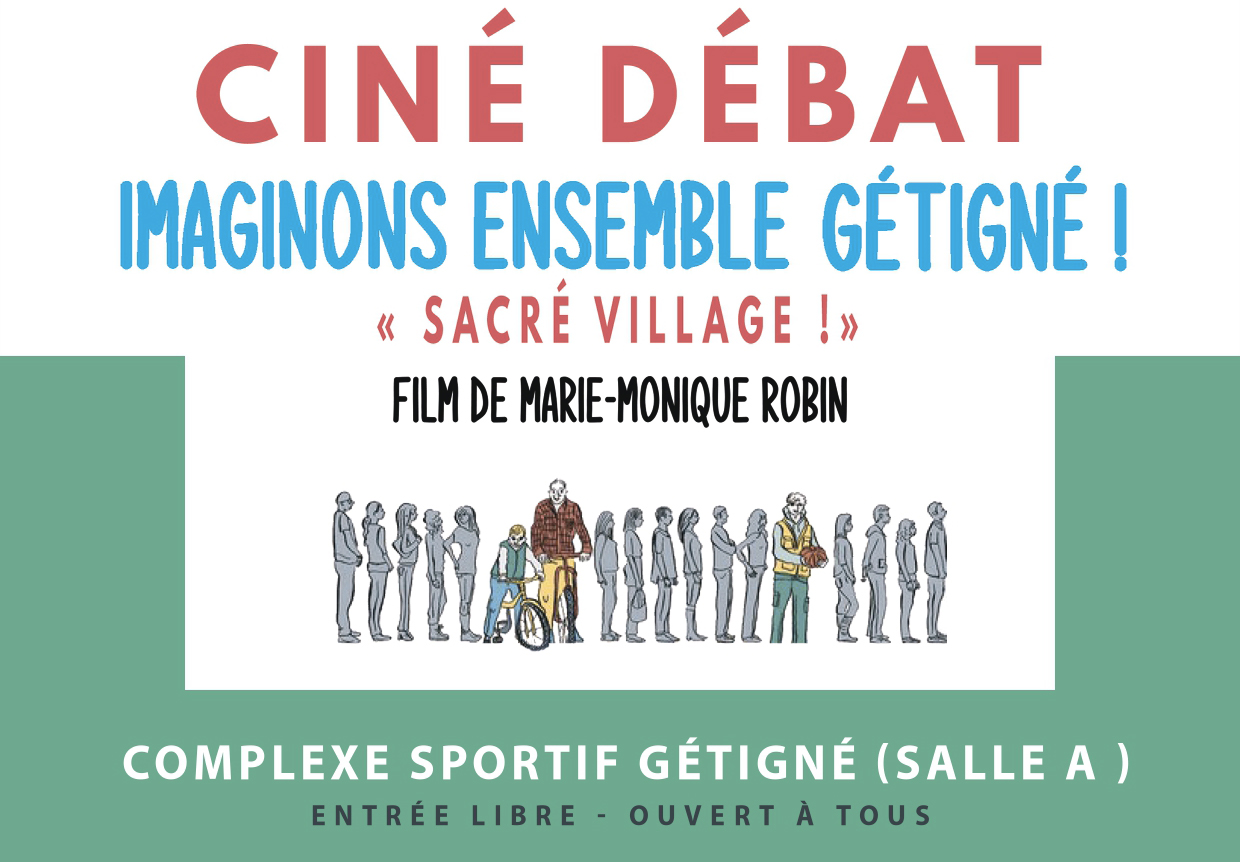 CINÉ DÉBAT
IMAGINONS ENSEMBLE GÉTIGNÉ !
« SACRÉ VILLAGE !»
FILM DE MARIE-MONIQUE ROBIN
COMPLEXE SPORTIF GÉTIGNÉ (SALLE A )
ENTRÉE LIBRE - OUVERT À TOUS